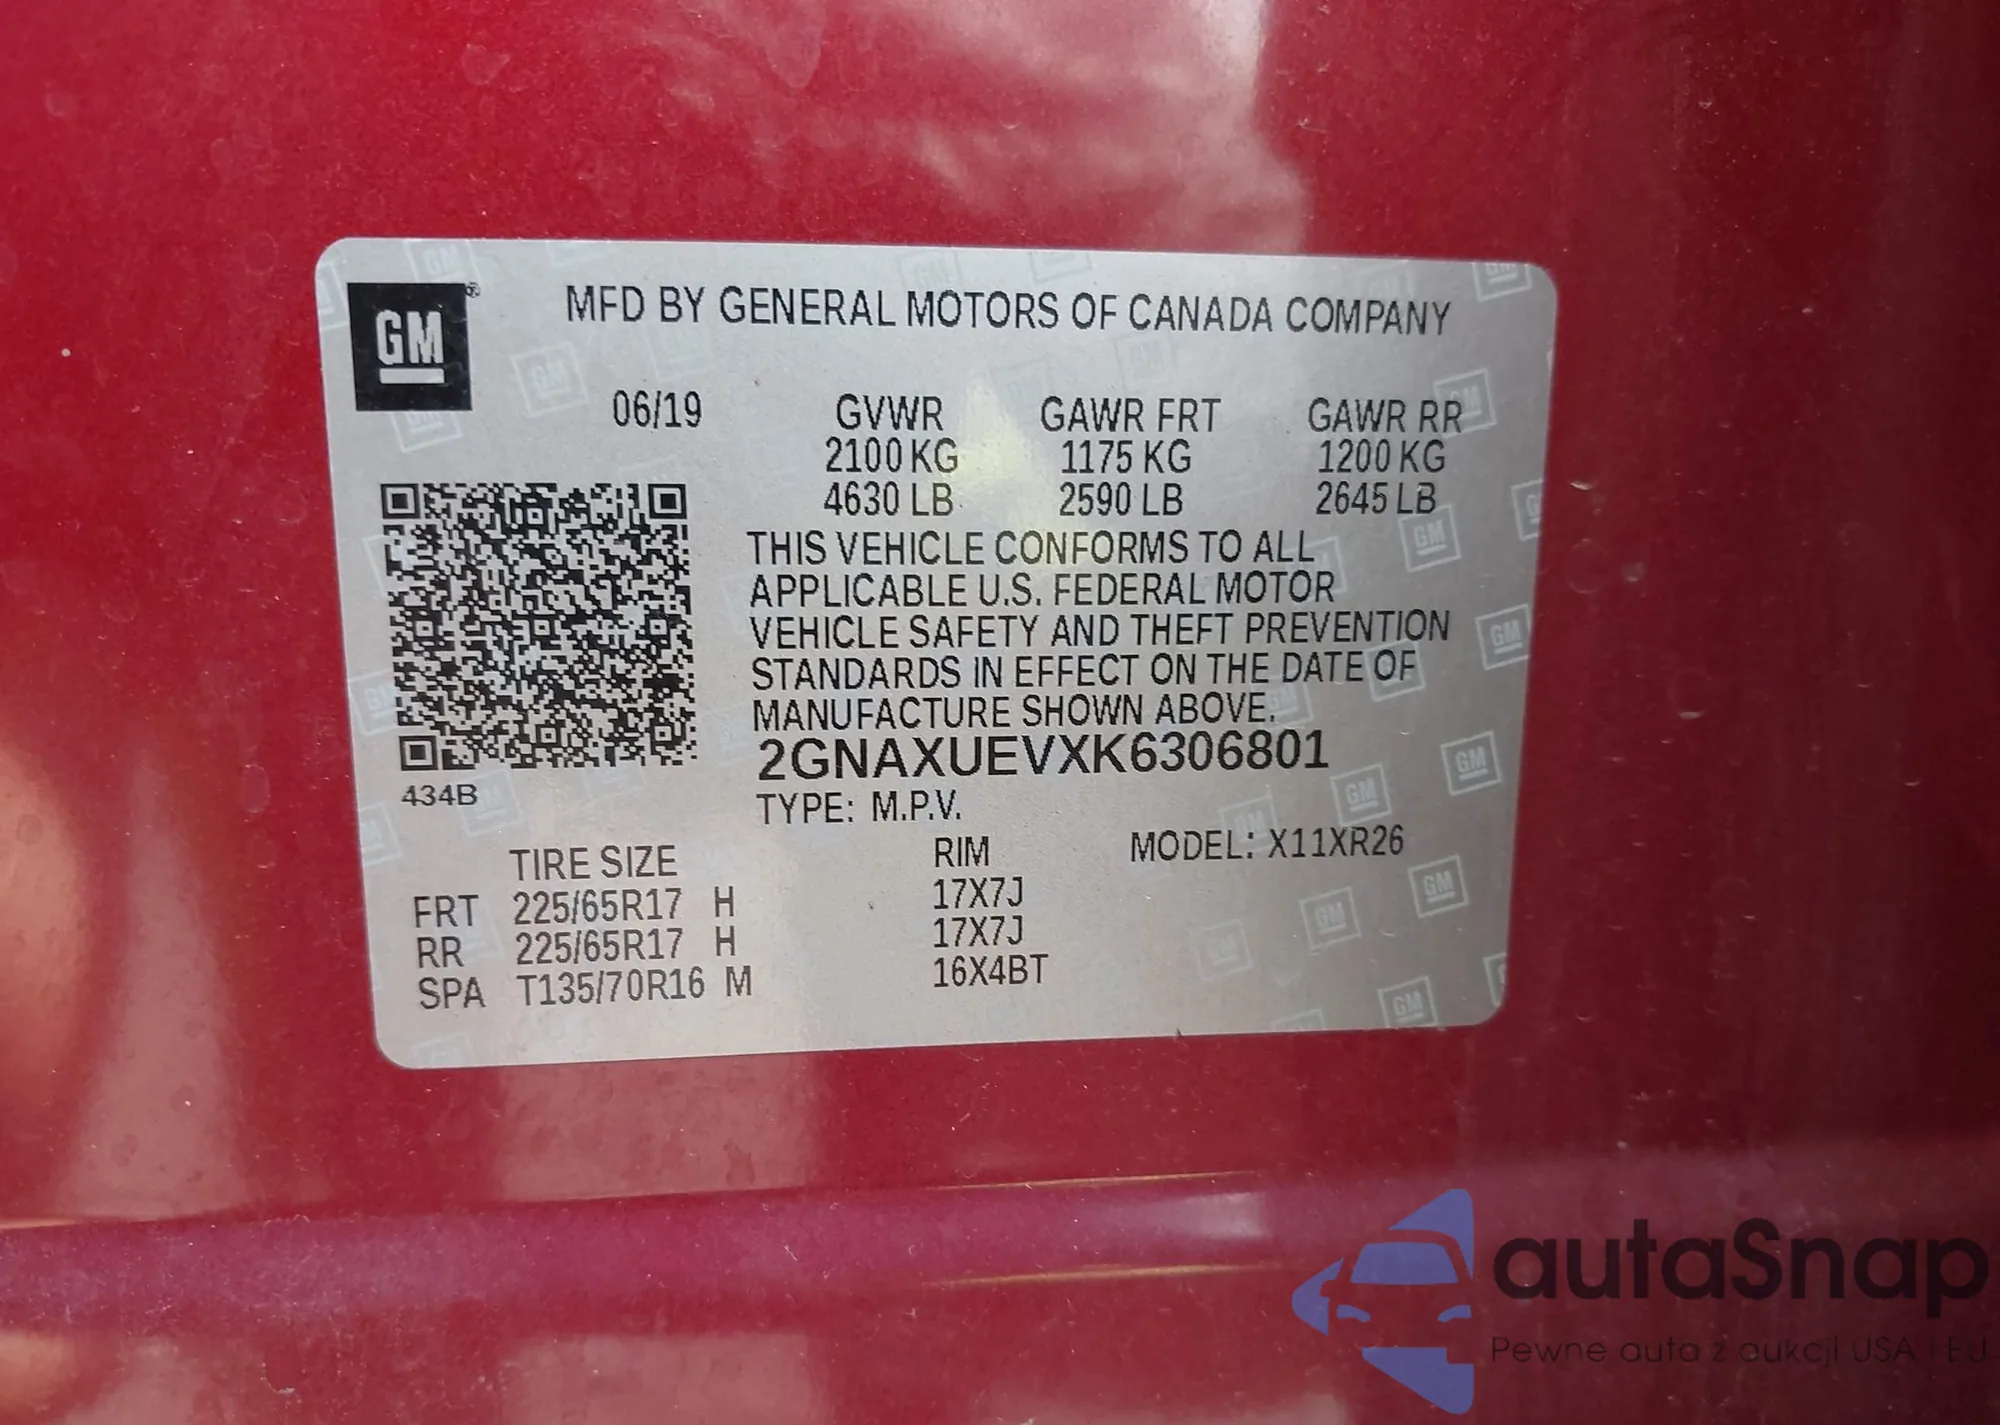 GM®
MFD BY GENERAL MOTORS OF CANADA COMPANY
06/19 GVWR GAWR FRT GAWR RR
2100 KG 1175 KG 1200 KG
4630 LB 2590 LB 2645 LB
THIS VEHICLE CONFORMS TO ALL
APPLICABLE U.S. FEDERAL MOTOR
VEHICLE SAFETY AND THEFT PREVENTION
STANDARDS IN EFFECT ON THE DATE OF
MANUFACTURE SHOWN ABOVE.
2GNAXUEVXK6306801
434B
TYPE: M.P.V.
TIRE SIZE RIM MODEL: X11XR26
FRT 225/65R17 H 17X7J
RR 225/65R17 H 17X7J
SPA T135/70R16 M 16X4BT
autaSnap
Pewne auta z aukcji USA i EU